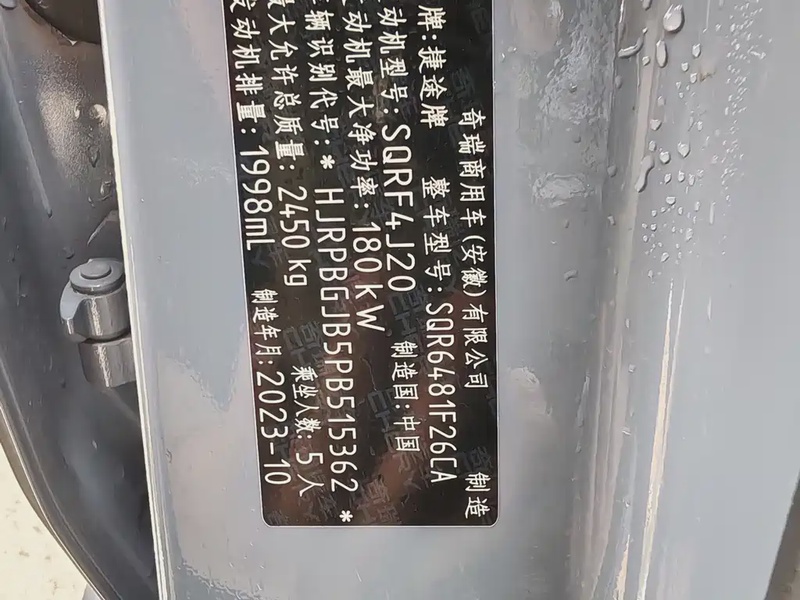 奇瑞商用车(安徽)有限公司 制造
牌:捷途牌 整车型号:SQR6481F26CA
动机型号:SQRF4J20 制造国:中国
动机最大净功率:180kW
辆识别代号:* HJRPBGJB5PB515362 *
最大允许总质量:2450kg 乘坐人数:5人
发动机排量:1998mL 制造年月:2023-10